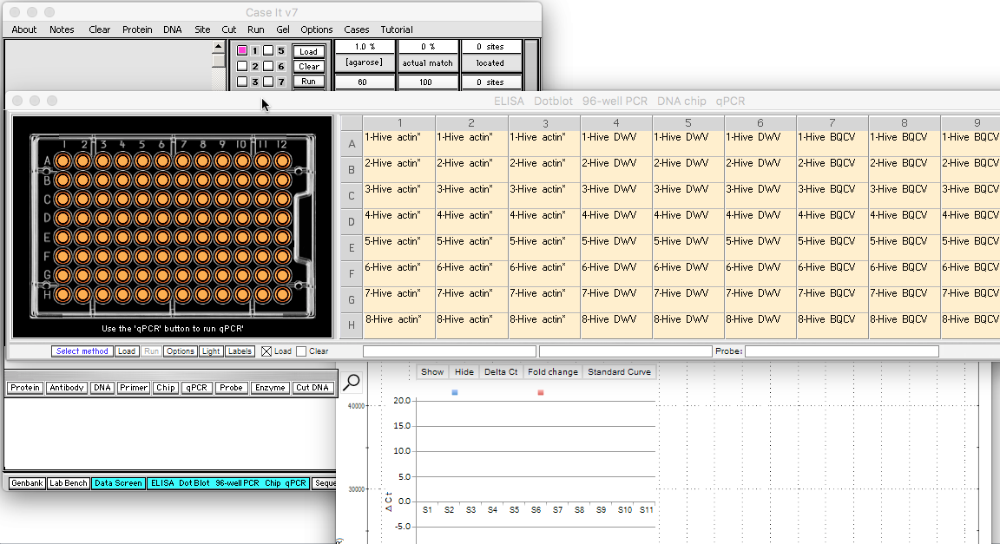 Case It v7
About Notes Clear Protein DNA Site Cut Run Gel Options Cases Tutorial
1 5 Load 1.0 % 0 % 0 sites
2 6 Clear [agarose] actual match located
3 7 Run 60 100 0 sites
ELISA Dotblot 96-well PCR DNA chip qPCR
1 2 3 4 5 6 7 8 9 10 11 12
A
B
C
D
E
F
G
H
Use the 'qPCR' button to run qPCR'
1 2 3 4 5 6 7 8 9
A 1-Hive actin* 1-Hive actin* 1-Hive actin* 1-Hive DWV 1-Hive DWV 1-Hive DWV 1-Hive BQCV 1-Hive BQCV 1-Hive BQCV
B 2-Hive actin* 2-Hive actin* 2-Hive actin* 2-Hive DWV 2-Hive DWV 2-Hive DWV 2-Hive BQCV 2-Hive BQCV 2-Hive BQCV
C 3-Hive actin* 3-Hive actin* 3-Hive actin* 3-Hive DWV 3-Hive DWV 3-Hive DWV 3-Hive BQCV 3-Hive BQCV 3-Hive BQCV
D 4-Hive actin* 4-Hive actin* 4-Hive actin* 4-Hive DWV 4-Hive DWV 4-Hive DWV 4-Hive BQCV 4-Hive BQCV 4-Hive BQCV
E 5-Hive actin* 5-Hive actin* 5-Hive actin* 5-Hive DWV 5-Hive DWV 5-Hive DWV 5-Hive BQCV 5-Hive BQCV 5-Hive BQCV
F 6-Hive actin* 6-Hive actin* 6-Hive actin* 6-Hive DWV 6-Hive DWV 6-Hive DWV 6-Hive BQCV 6-Hive BQCV 6-Hive BQCV
G 7-Hive actin* 7-Hive actin* 7-Hive actin* 7-Hive DWV 7-Hive DWV 7-Hive DWV 7-Hive BQCV 7-Hive BQCV 7-Hive BQCV
H 8-Hive actin* 8-Hive actin* 8-Hive actin* 8-Hive DWV 8-Hive DWV 8-Hive DWV 8-Hive BQCV 8-Hive BQCV 8-Hive BQCV
Select method Load Run Options Light Labels Load Clear Probe:
Protein Antibody DNA Primer Chip qPCR Probe Enzyme Cut DNA
Genbank Lab Bench Data Screen ELISA Dot Blot 96-well PCR Chip qPCR Seque
Show Hide Delta Ct Fold change Standard Curve
40000
30000
20.0
15.0
10.0
5.0
0.0
-5.0
Δ Ct
S1 S2 S3 S4 S5 S6 S7 S8 S9 S10 S11